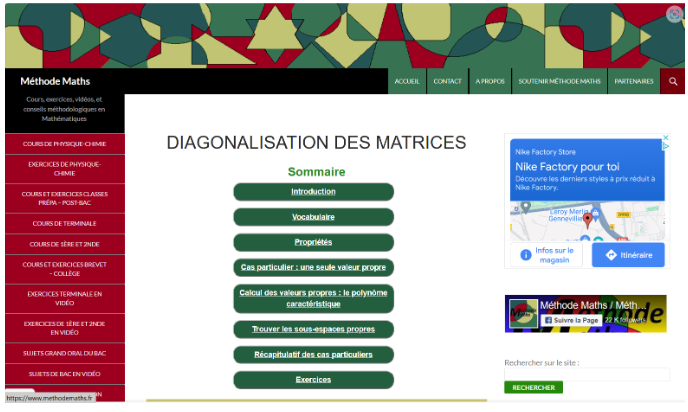 Méthode Maths
ACCUEIL
CONTACT
A PROPOS
SOUTENIR MÉTHODE MATHS
PARTENAIRES
Cours, exercices, vidéos, et
conseils méthodologiques en
Mathématiques
COURS DE PHYSIQUE-CHIMIE
EXERCICES DE PHYSIQUE-
CHIMIE
COURS ET EXERCICES CLASSES
PRÉPA – POST-BAC
COURS DE TERMINALE
COURS DE 1ÈRE ET 2NDE
COURS ET EXERCICES BREVET
– COLLÈGE
EXERCICES TERMINALE EN
VIDÉO
EXERCICES DE 1ÈRE ET 2NDE
EN VIDÉO
SUJETS GRAND ORAL DU BAC
SUJETS DE BAC EN VIDÉO
https://www.methodemaths.fr
ON
DIAGONALISATION DES MATRICES
Sommaire
Introduction
Vocabulaire
Propriétés
Cas particulier : une seule valeur propre
Calcul des valeurs propres : le polynôme
caractéristique
Trouver les sous-espaces propres
Récapitulatif des cas particuliers
Exercices
Nike Factory Store
Nike Factory pour toi
Découvre les derniers styles à prix réduit à
Nike Factory.
Leroy Merlin
Gennevilliers
Infos sur le
magasin
Itinéraire
Méthode Maths / Méth...
Suivre la Page
22 K followers
Rechercher sur le site :
RECHERCHER